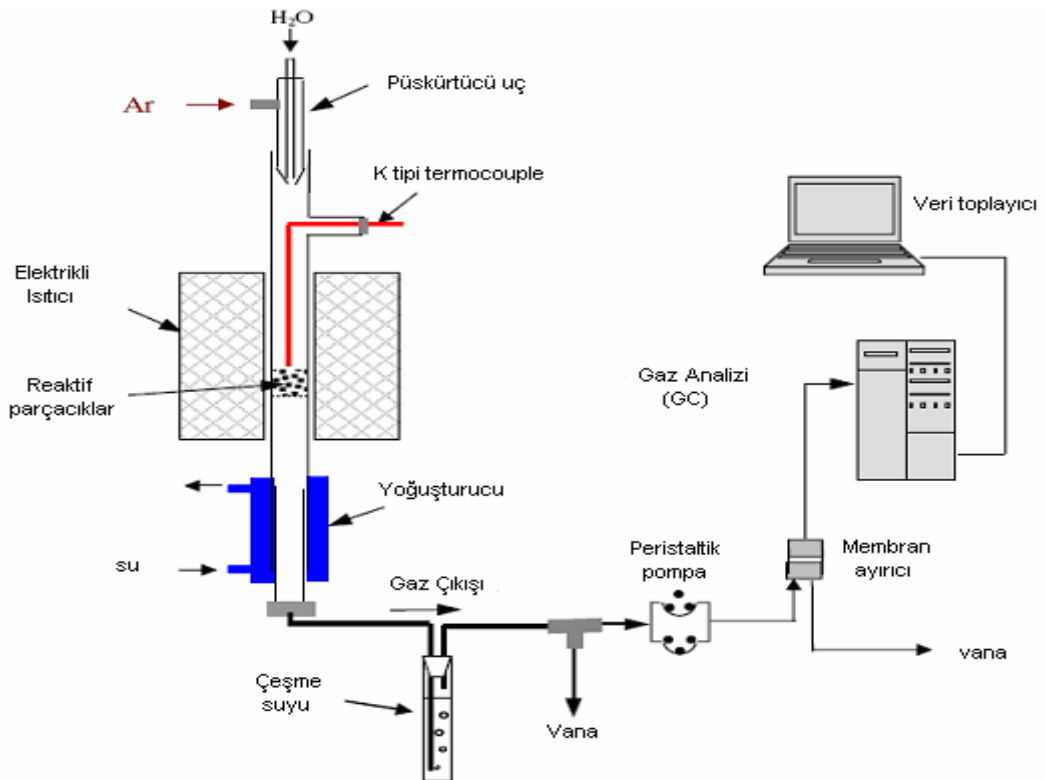 H₂O
Püskürtücü uç
Ar
K tipi termocouple
Veri toplayıcı
Elektrikli
Isıtıcı
Reaktif
parçacıklar
Gaz Analizi
(GC)
Yoğuşturucu
su
Peristaltik
pompa
Membran
ayırıcı
Gaz Çıkışı
vana
Çeşme
suyu
Vana